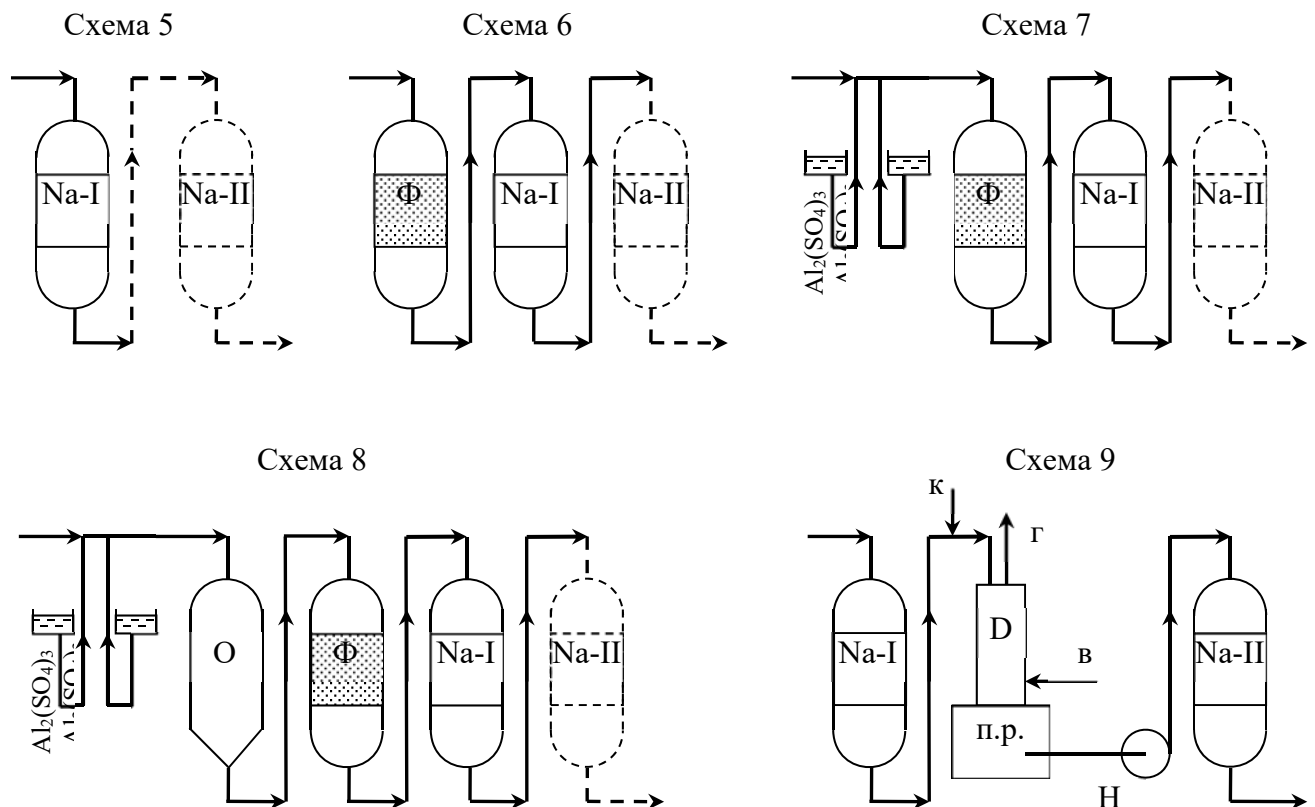 Схема 5
Схема 6
Схема 7
Na-I
Na-II
Ф
Na-I
Na-II
Al₂(SO₄)₃
Ф
Na-I
Na-II
Схема 8
Схема 9
Al₂(SO₄)₃
О
Ф
Na-I
Na-II
к
г
Na-I
D
в
п.р.
Н
Na-II